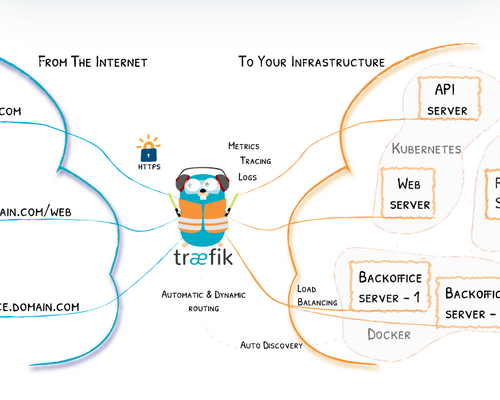 From The Internet
To Your Infrastructure
.com
HTTPS
Metrics
Tracing
Logs
API
server
Kubernetes
Web
server
ain.com/web
træfik
Automatic & Dynamic
routing
Load
Balancing
Backoffice
server - 1
Backoffic
server -
ce.domain.com
Auto Discovery
Docker